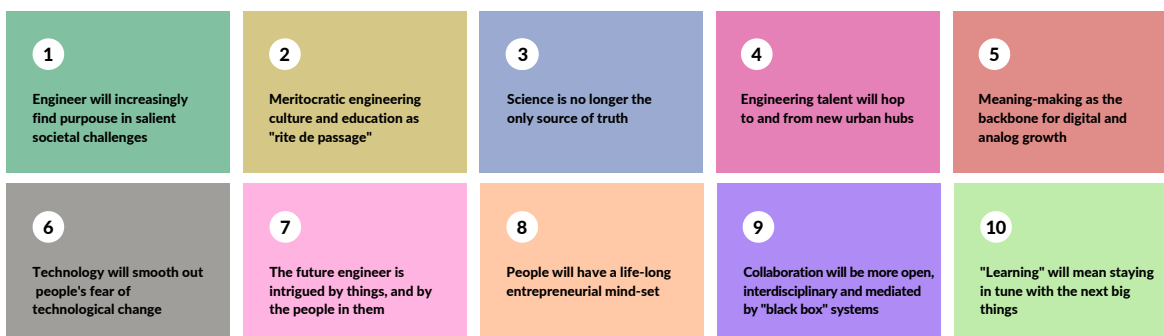 1
Engineer will increasingly
find purpouse in salient
societal challenges
2
Meritocratic engineering
culture and education as
"rite de passage"
3
Science is no longer the
only source of truth
4
Engineering talent will hop
to and from new urban hubs
5
Meaning-making as the
backbone for digital and
analog growth
6
Technology will smooth out
people's fear of
technological change
7
The future engineer is
intrigued by things, and by
the people in them
8
People will have a life-long
entrepreneurial mind-set
9
Collaboration will be more open,
interdisciplinary and mediated
by "black box" systems
10
"Learning" will mean staying
in tune with the next big
things